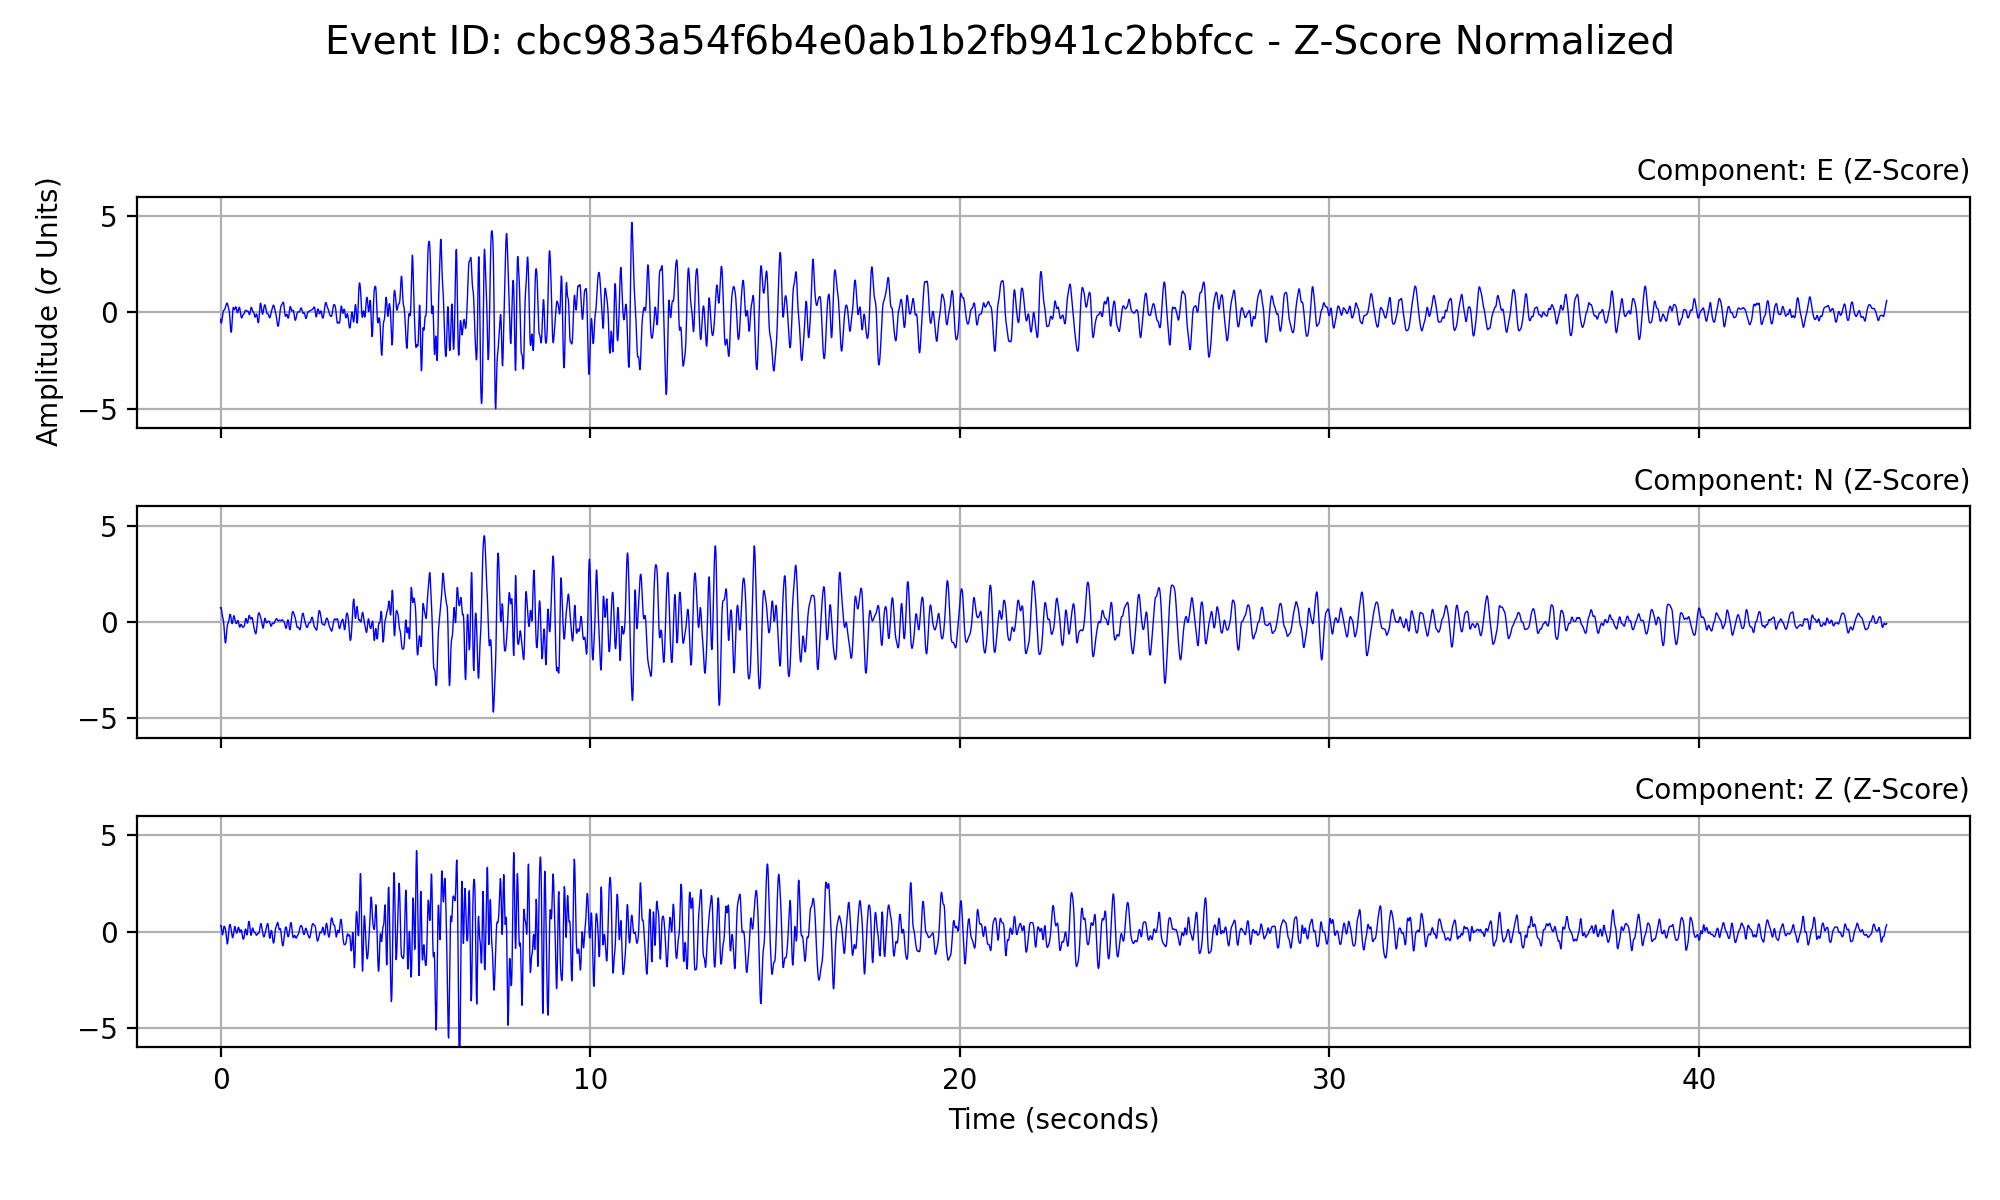 Event ID: cbc983a54f6b4e0ab1b2fb941c2bbfcc - Z-Score Normalized
Component: E (Z-Score)
Amplitude (σ Units)
5
0
−5
Component: N (Z-Score)
5
0
−5
Component: Z (Z-Score)
5
0
−5
0 10 20 30 40
Time (seconds)